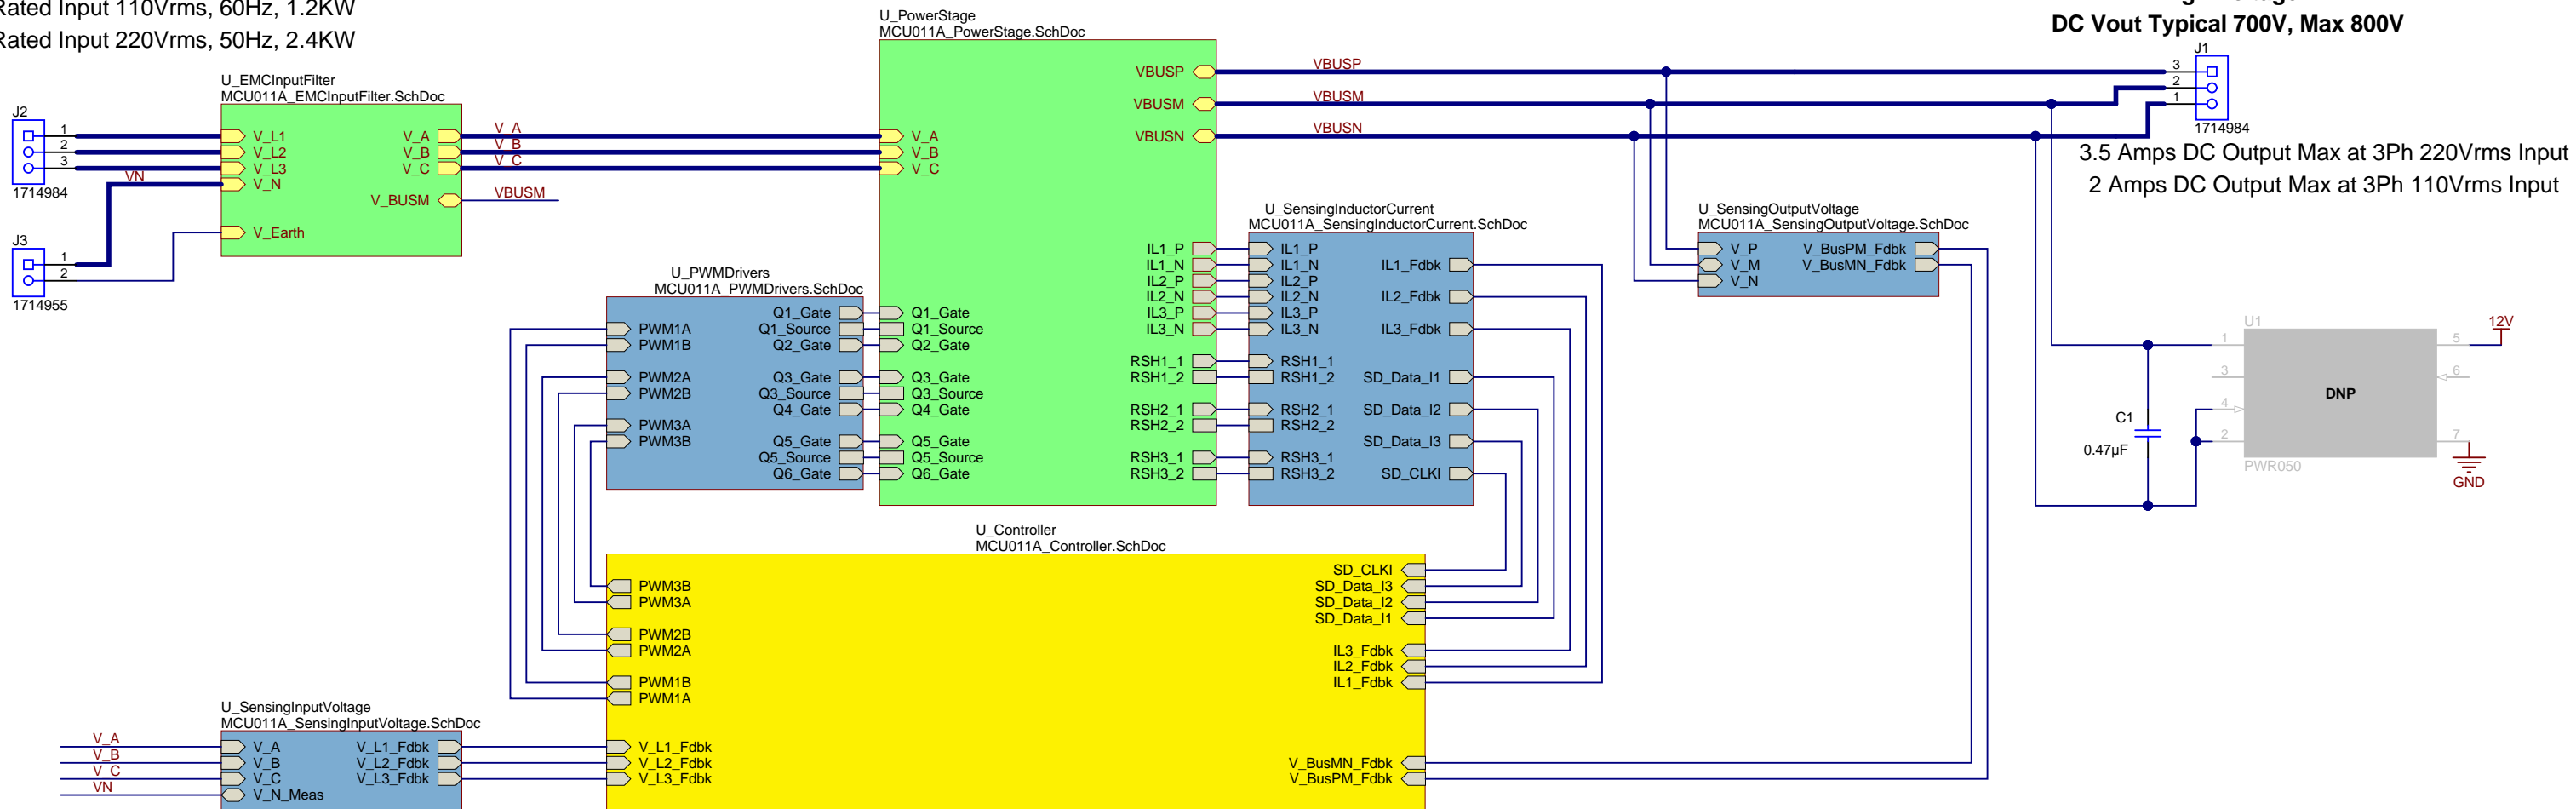 Rated Input 110Vrms, 60Hz, 1.2KW
Rated Input 220Vrms, 50Hz, 2.4KW
DC Vout Typical 700V, Max 800V
U_EMCInputFilter
MCU011A_EMCInputFilter.SchDoc
J2
1
2
3
1714984
VN
J3
1
2
1714955
V_L1
V_L2
V_L3
V_N
V_Earth
V_A
V_B
V_C
V_BUSM
V_A
V_B
V_C
VBUSM
U_PowerStage
MCU011A_PowerStage.SchDoc
V_A
V_B
V_C
VBUSP
VBUSM
VBUSN
VBUSP
VBUSM
VBUSN
J1
3
2
1
1714984
3.5 Amps DC Output Max at 3Ph 220Vrms Input
2 Amps DC Output Max at 3Ph 110Vrms Input
IL1_P
IL1_N
IL2_P
IL2_N
IL3_P
IL3_N
RSH1_1
RSH1_2
RSH2_1
RSH2_2
RSH3_1
RSH3_2
Q1_Gate
Q1_Source
Q2_Gate
Q3_Gate
Q3_Source
Q4_Gate
Q5_Gate
Q5_Source
Q6_Gate
U_PWMDrivers
MCU011A_PWMDrivers.SchDoc
PWM1A
PWM1B
PWM2A
PWM2B
PWM3A
PWM3B
Q1_Gate
Q1_Source
Q2_Gate
Q3_Gate
Q3_Source
Q4_Gate
Q5_Gate
Q5_Source
Q6_Gate
U_SensingInductorCurrent
MCU011A_SensingInductorCurrent.SchDoc
IL1_P
IL1_N
IL2_P
IL2_N
IL3_P
IL3_N
RSH1_1
RSH1_2
RSH2_1
RSH2_2
RSH3_1
RSH3_2
IL1_Fdbk
IL2_Fdbk
IL3_Fdbk
SD_Data_I1
SD_Data_I2
SD_Data_I3
SD_CLKI
U_SensingOutputVoltage
MCU011A_SensingOutputVoltage.SchDoc
V_P
V_M
V_N
V_BusPM_Fdbk
V_BusMN_Fdbk
U1
1
3
4
2
DNP
5
6
7
PWR050
12V
GND
C1
0.47µF
U_Controller
MCU011A_Controller.SchDoc
PWM3B
PWM3A
PWM2B
PWM2A
PWM1B
PWM1A
V_L1_Fdbk
V_L2_Fdbk
V_L3_Fdbk
SD_CLKI
SD_Data_I3
SD_Data_I2
SD_Data_I1
IL3_Fdbk
IL2_Fdbk
IL1_Fdbk
V_BusMN_Fdbk
V_BusPM_Fdbk
U_SensingInputVoltage
MCU011A_SensingInputVoltage.SchDoc
V_A
V_B
V_C
VN
V_A
V_B
V_C
V_N_Meas
V_L1_Fdbk
V_L2_Fdbk
V_L3_Fdbk